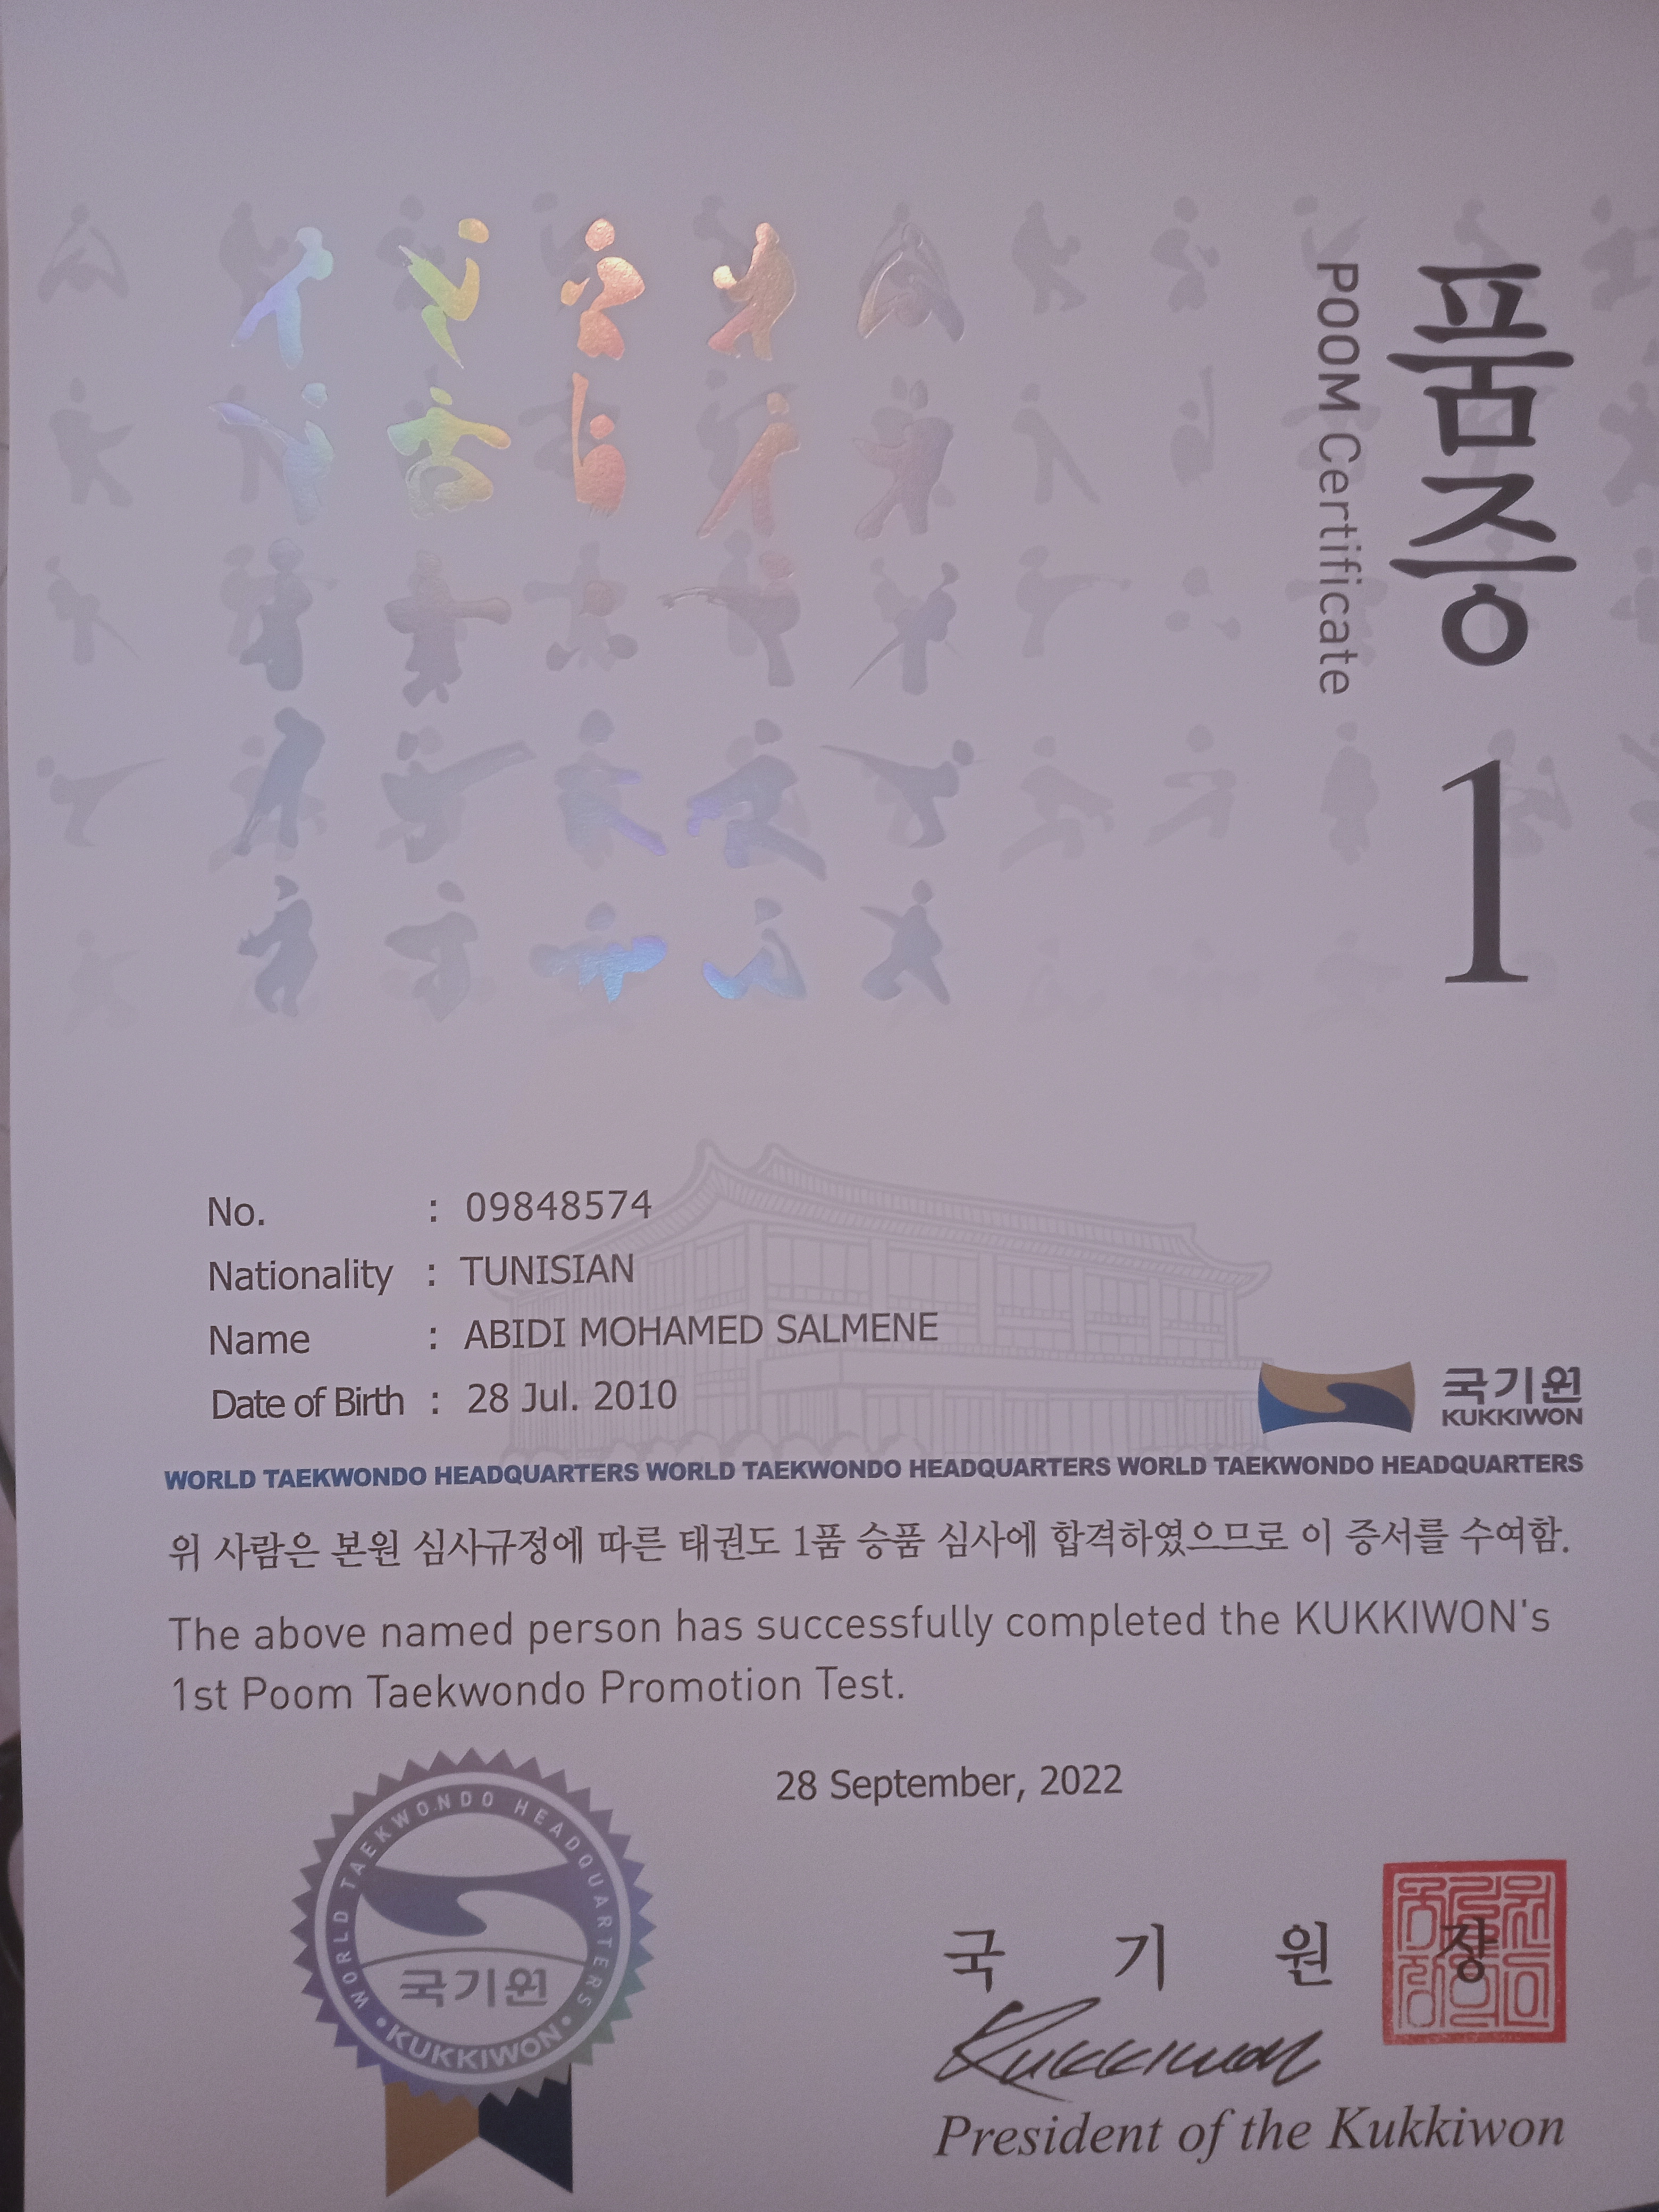 품증 1
POOM Certificate
No. : 09848574
Nationality : TUNISIAN
Name : ABIDI MOHAMED SALMENE
Date of Birth : 28 Jul. 2010
국기원
KUKKIWON
WORLD TAEKWONDO HEADQUARTERS WORLD TAEKWONDO HEADQUARTERS WORLD TAEKWONDO HEADQUARTERS
위 사람은 본원 심사규정에 따른 태권도 1품 승품 심사에 합격하였으므로 이 증서를 수여함.
The above named person has successfully completed the KUKKIWON's
1st Poom Taekwondo Promotion Test.
28 September, 2022
WORLD TAEKWONDO HEADQUARTERS
국기원
• KUKKIWON •
국 기 원 장
Kukkiwon
President of the Kukkiwon